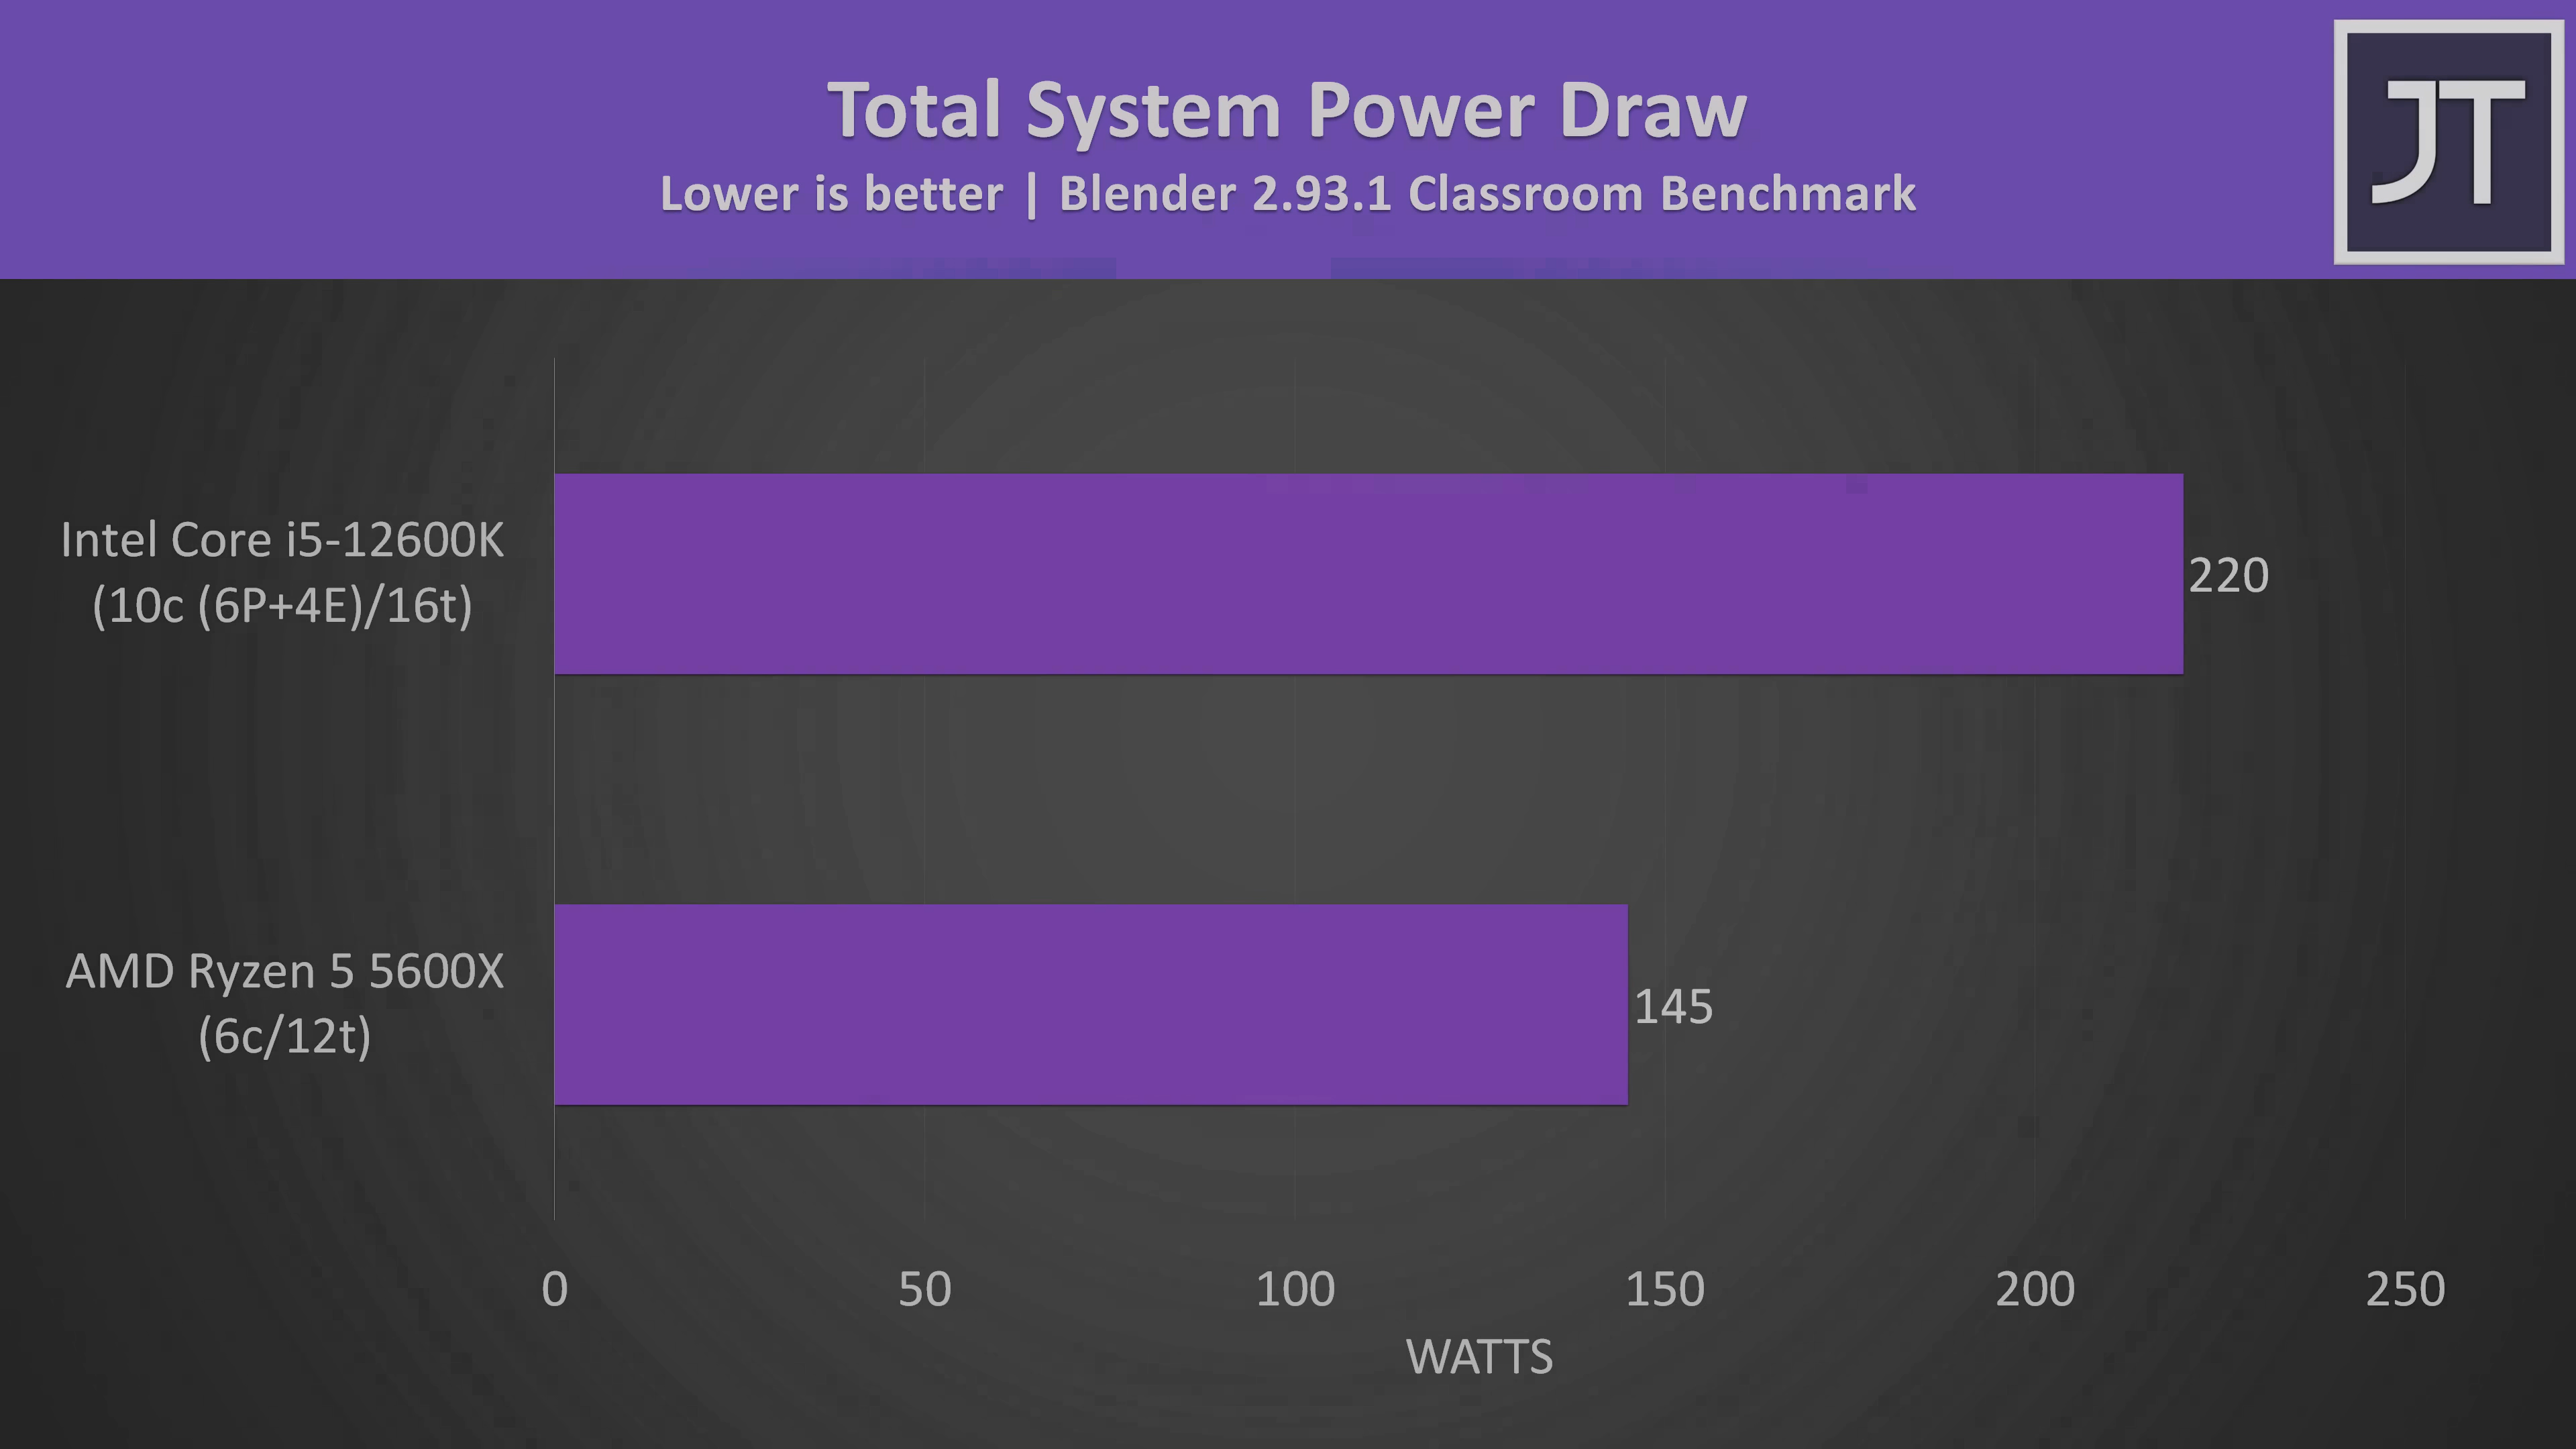 Total System Power Draw
Lower is better | Blender 2.93.1 Classroom Benchmark
JT
Intel Core i5-12600K
(10c (6P+4E)/16t)
220
AMD Ryzen 5 5600X
(6c/12t)
145
0 50 100 150 200 250
WATTS